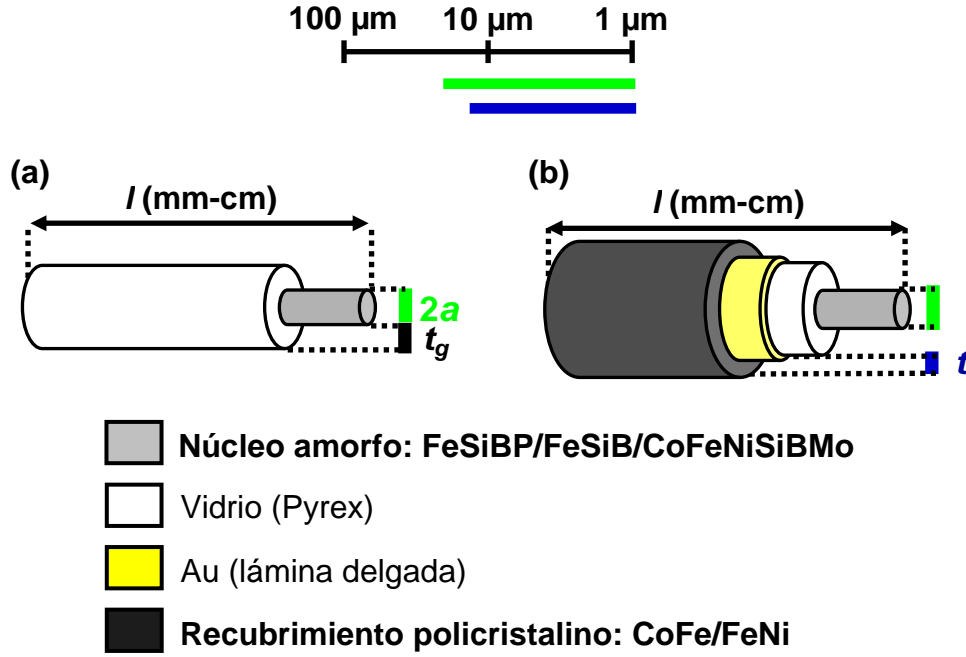 100 µm 10 µm 1 µm
(a)
l (mm-cm)
2a
tg
(b)
l (mm-cm)
t
Núcleo amorfo: FeSiBP/FeSiB/CoFeNiSiBMo
Vidrio (Pyrex)
Au (lámina delgada)
Recubrimiento policristalino: CoFe/FeNi